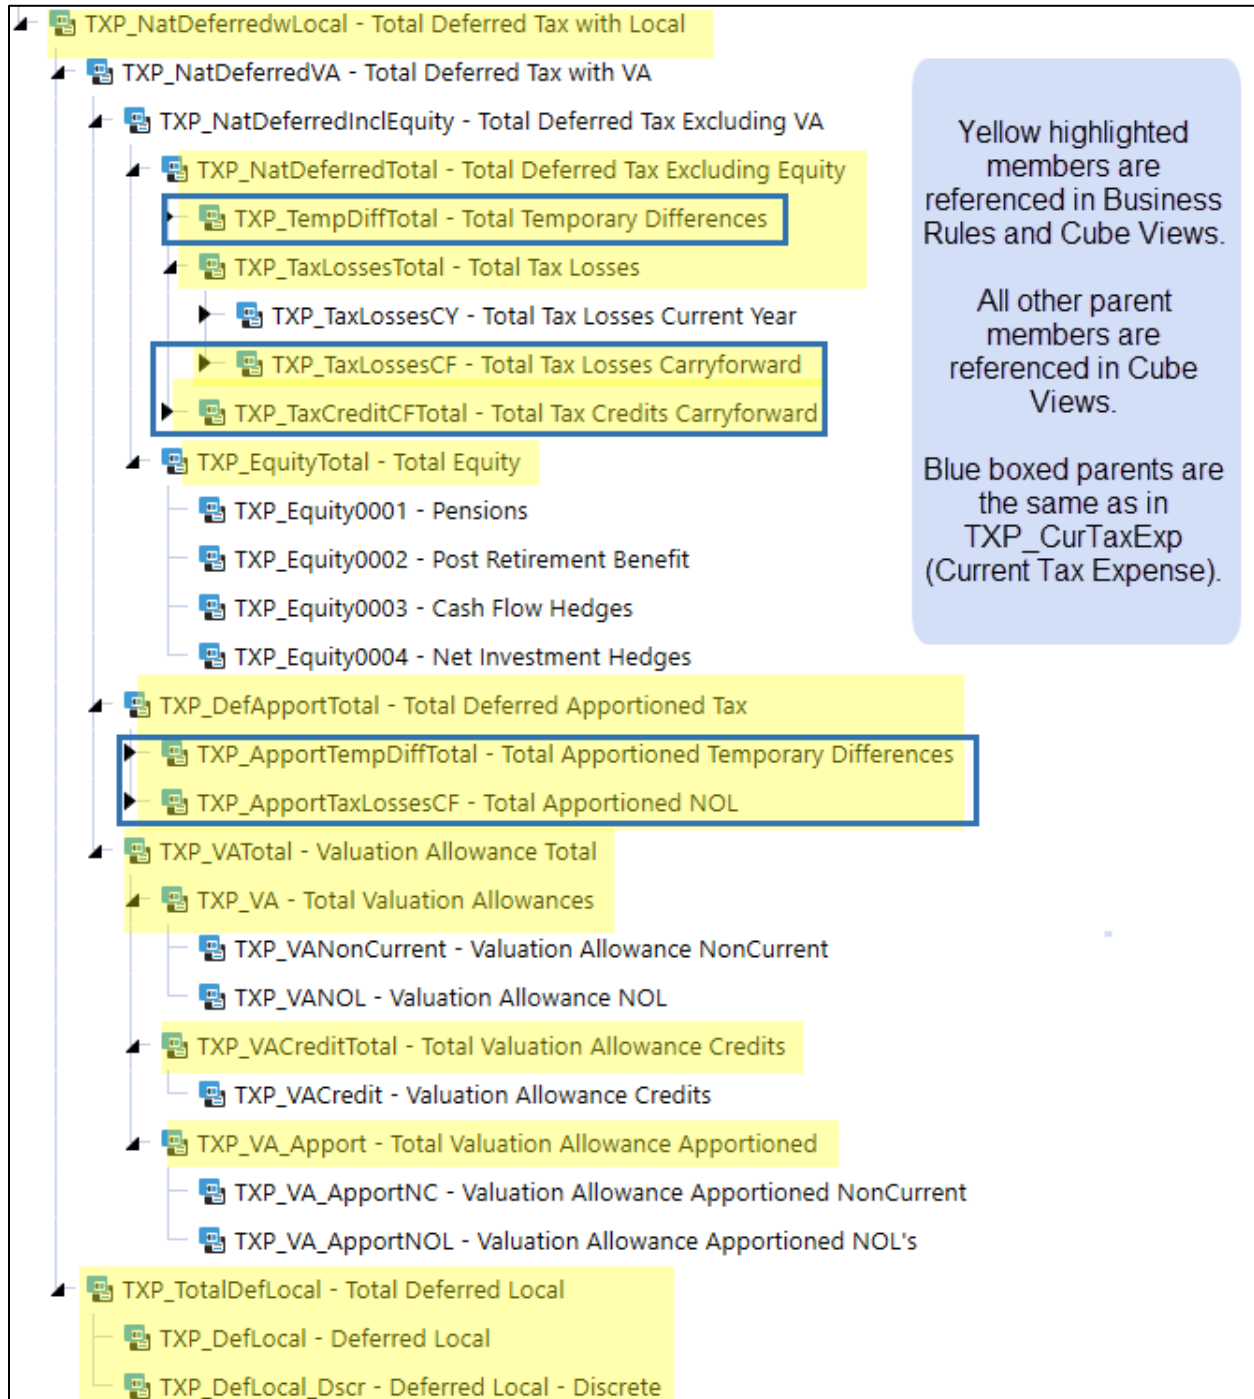 TXP_NatDeferredwLocal - Total Deferred Tax with Local
TXP_NatDeferredVA - Total Deferred Tax with VA
TXP_NatDeferredInclEquity - Total Deferred Tax Excluding VA
TXP_NatDeferredTotal - Total Deferred Tax Excluding Equity
TXP_TempDiffTotal - Total Temporary Differences
TXP_TaxLossesTotal - Total Tax Losses
TXP_TaxLossesCY - Total Tax Losses Current Year
TXP_TaxLossesCF - Total Tax Losses Carryforward
TXP_TaxCreditCFTotal - Total Tax Credits Carryforward
TXP_EquityTotal - Total Equity
TXP_Equity0001 - Pensions
TXP_Equity0002 - Post Retirement Benefit
TXP_Equity0003 - Cash Flow Hedges
TXP_Equity0004 - Net Investment Hedges
TXP_DefApportTotal - Total Deferred Apportioned Tax
TXP_ApportTempDiffTotal - Total Apportioned Temporary Differences
TXP_ApportTaxLossesCF - Total Apportioned NOL
TXP_VATotal - Valuation Allowance Total
TXP_VA - Total Valuation Allowances
TXP_VANonCurrent - Valuation Allowance NonCurrent
TXP_VANOL - Valuation Allowance NOL
TXP_VACreditTotal - Total Valuation Allowance Credits
TXP_VACredit - Valuation Allowance Credits
TXP_VA_Apport - Total Valuation Allowance Apportioned
TXP_VA_ApportNC - Valuation Allowance Apportioned NonCurrent
TXP_VA_ApportNOL - Valuation Allowance Apportioned NOL's
TXP_TotalDefLocal - Total Deferred Local
TXP_DefLocal - Deferred Local
TXP_DefLocal_Dscr - Deferred Local - Discrete
Yellow highlighted
members are
referenced in Business
Rules and Cube Views.
All other parent
members are
referenced in Cube
Views.
Blue boxed parents are
the same as in
TXP_CurTaxExp
(Current Tax Expense).